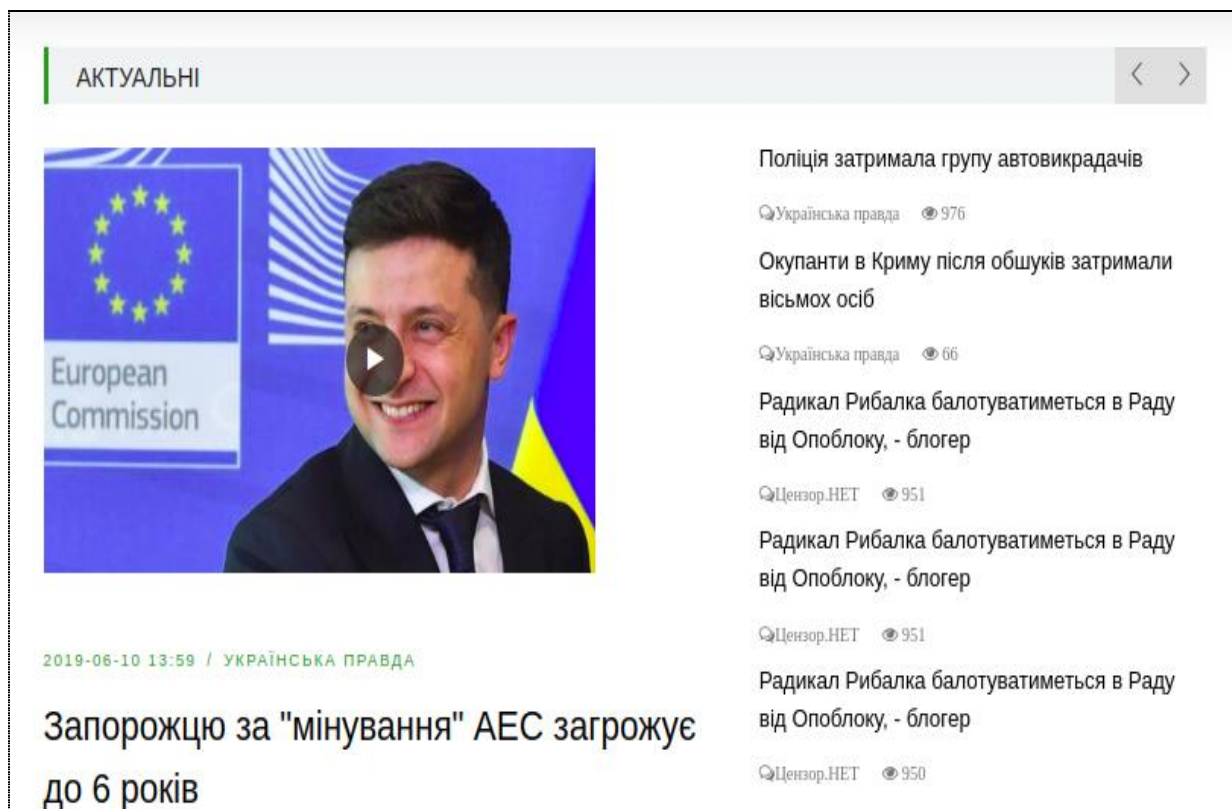 АКТУАЛЬНІ
European
Commission
2019-06-10 13:59 / УКРАЇНСЬКА ПРАВДА
Запорожцю за "мінування" АЕС загрожує
до 6 років
Поліція затримала групу автовикрадачів
Українська правда 976
Окупанти в Криму після обшуків затримали
вісьмох осіб
Українська правда 66
Радикал Рибалка балотуватиметься в Раду
від Опоблоку, - блогер
Цензор.НЕТ 951
Радикал Рибалка балотуватиметься в Раду
від Опоблоку, - блогер
Цензор.НЕТ 951
Радикал Рибалка балотуватиметься в Раду
від Опоблоку, - блогер
Цензор.НЕТ 950